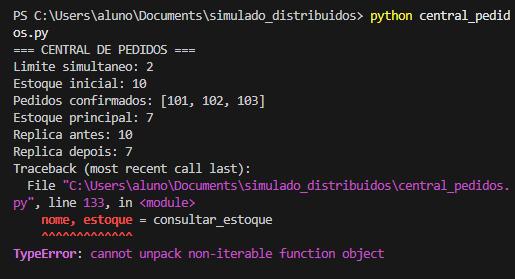 PS C:\Users\aluno\Documents\simulado_distribuidos> python central_pedid
os.py
=== CENTRAL DE PEDIDOS ===
Limite simultaneo: 2
Estoque inicial: 10
Pedidos confirmados: [101, 102, 103]
Estoque principal: 7
Replica antes: 10
Replica depois: 7
Traceback (most recent call last):
  File "C:\Users\aluno\Documents\simulado_distribuidos\central_pedidos.
py", line 133, in <module>
    nome, estoque = consultar_estoque
    ^^^^^^^^^^^^^
TypeError: cannot unpack non-iterable function object